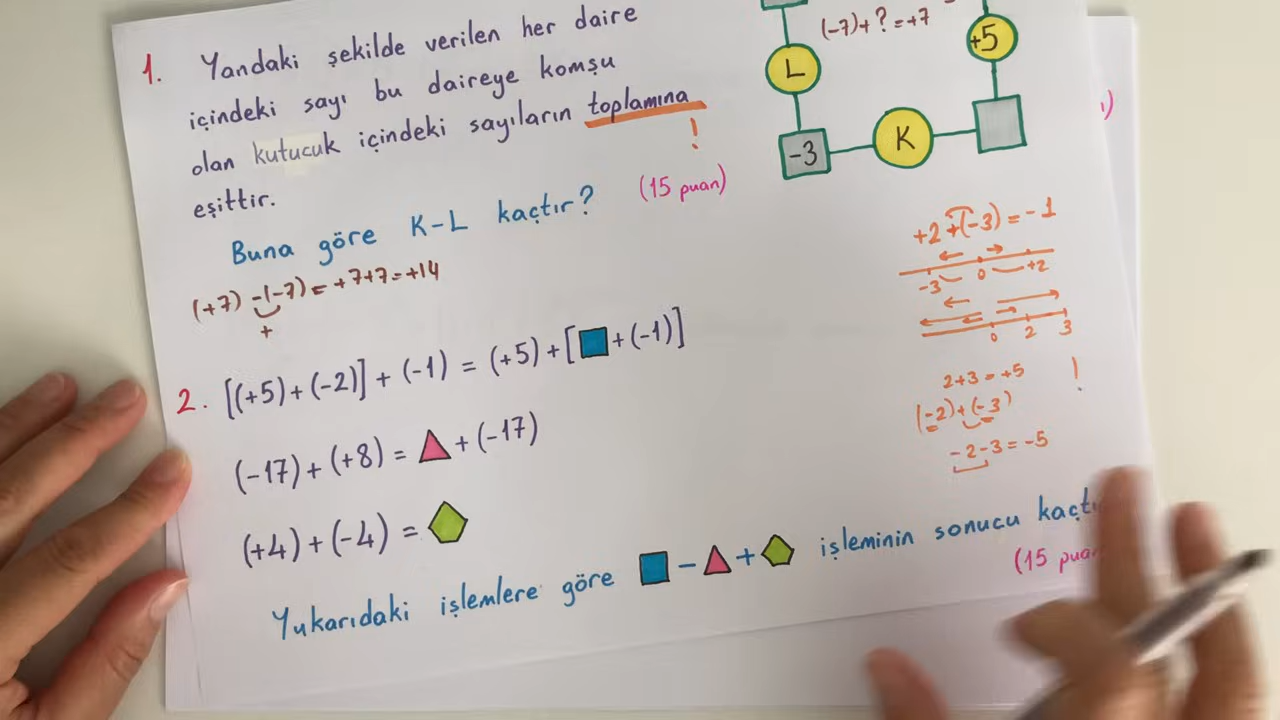 1. Yandaki şekilde verilen her daire
içindeki sayı bu daireye komşu
olan kutucuk içindeki sayıların toplamına
!
eşittir.
(15 puan)
Buna göre K-L kaçtır?
(+7) -(-7) = +7+7 = +14
+
(-7)+?=+7
+5
L
-3
K
+2+(-3) = -1
-3 0 +2
0 2 3
2+3=+5 !
(-2)+(-3)
-2-3=-5
2. [(+5)+(-2)] + (-1) = (+5)+[ +(-1)]
(-17)+(+8) = +(-17)
(+4)+(-4) =
Yukarıdaki işlemlere göre - + işleminin sonucu
(15